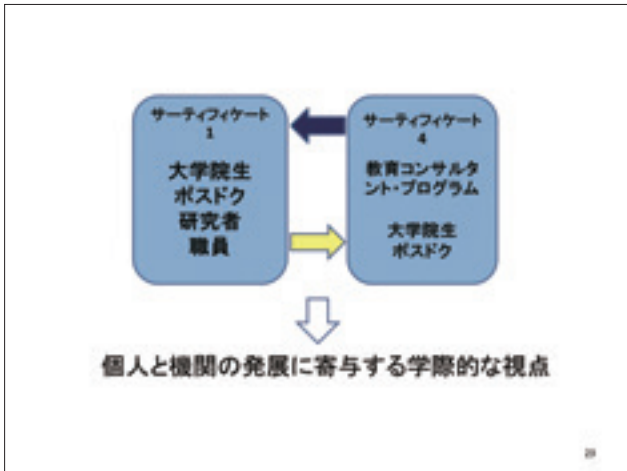 サーティフィケート
1
大学院生
ポスドク
研究者
職員
サーティフィケート
4
教育コンサルタ
ント・プログラム
大学院生
ポスドク
個人と機関の発展に寄与する学際的な視点